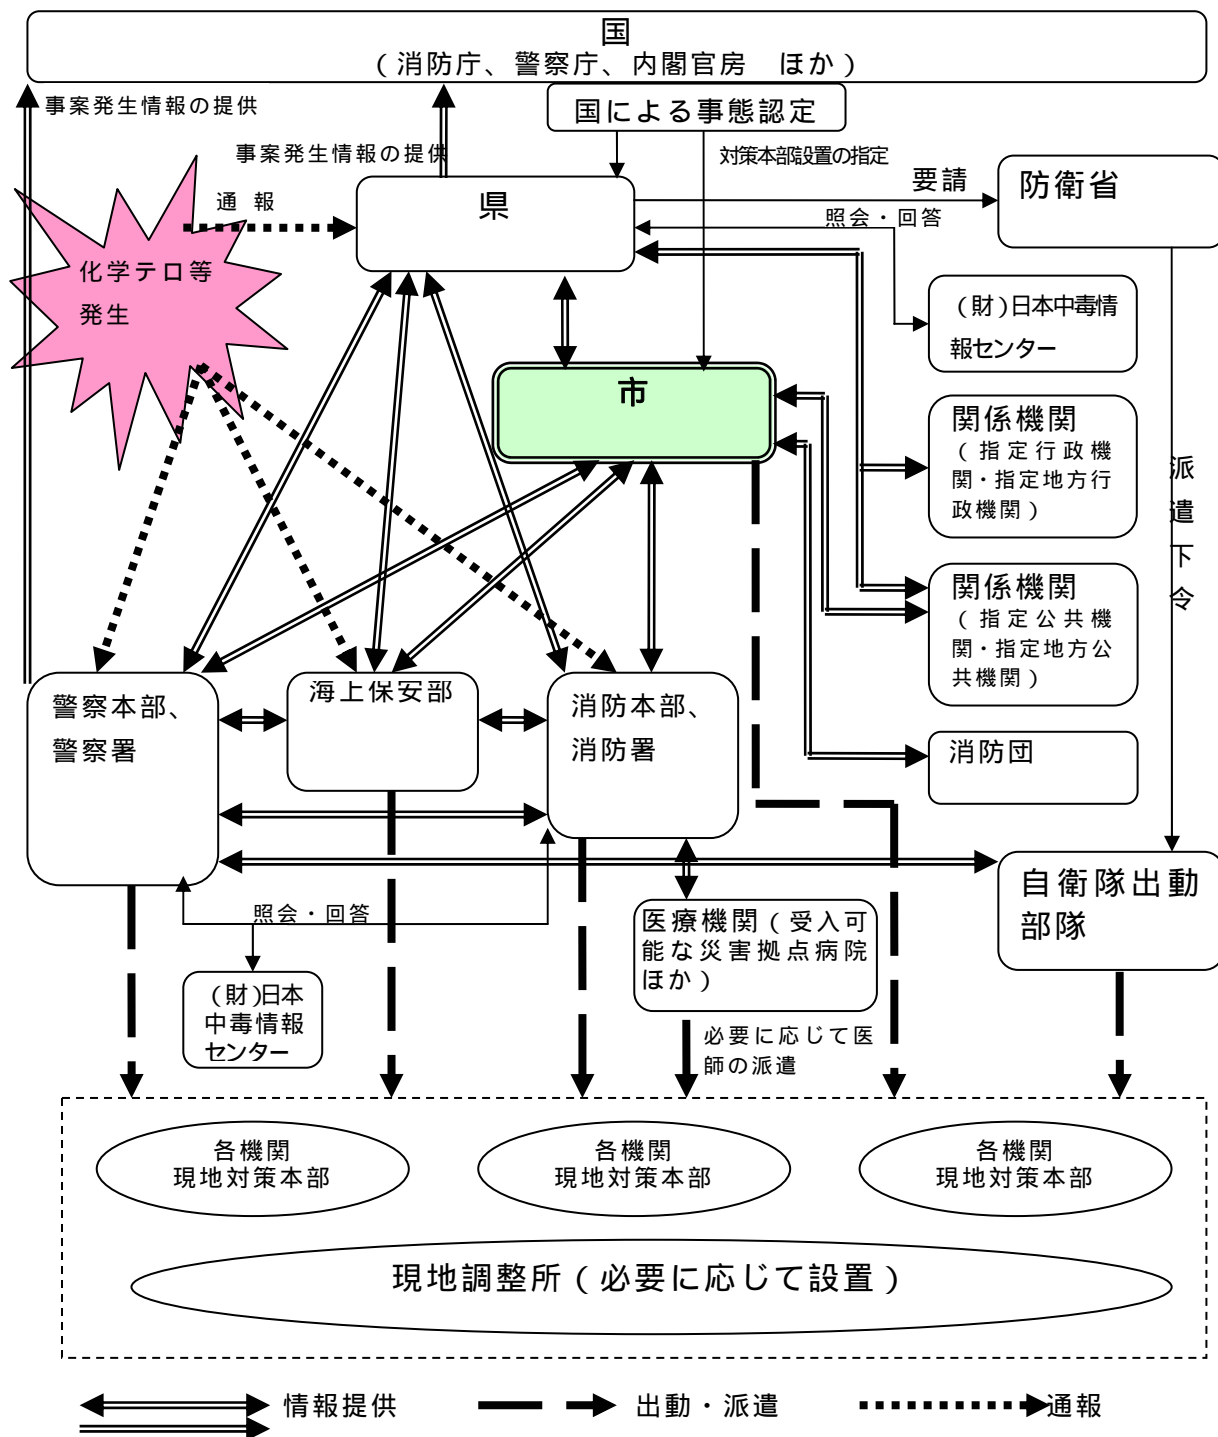 国
（消防庁、警察庁、内閣官房　ほか）
事案発生情報の提供
国による事態認定
事案発生情報の提供
対策本部設置の指定
通 報
県
要請
防衛省
照会・回答
化学テロ等
発生
（財）日本中毒情
報センター
市
関係機関
（指定行政機
関・指定地方行
政機関）
派遣下令
関係機関
（指定公共機
関・指定地方公
共機関）
警察本部、
警察署
海上保安部
消防本部、
消防署
消防団
自衛隊出動
部隊
照会・回答
医療機関（受入可
能な災害拠点病院
ほか）
（財）日本
中毒情報
センター
必要に応じて医
師の派遣
各機関
現地対策本部
各機関
現地対策本部
各機関
現地対策本部
現地調整所（必要に応じて設置）
情報提供
出動・派遣
通報